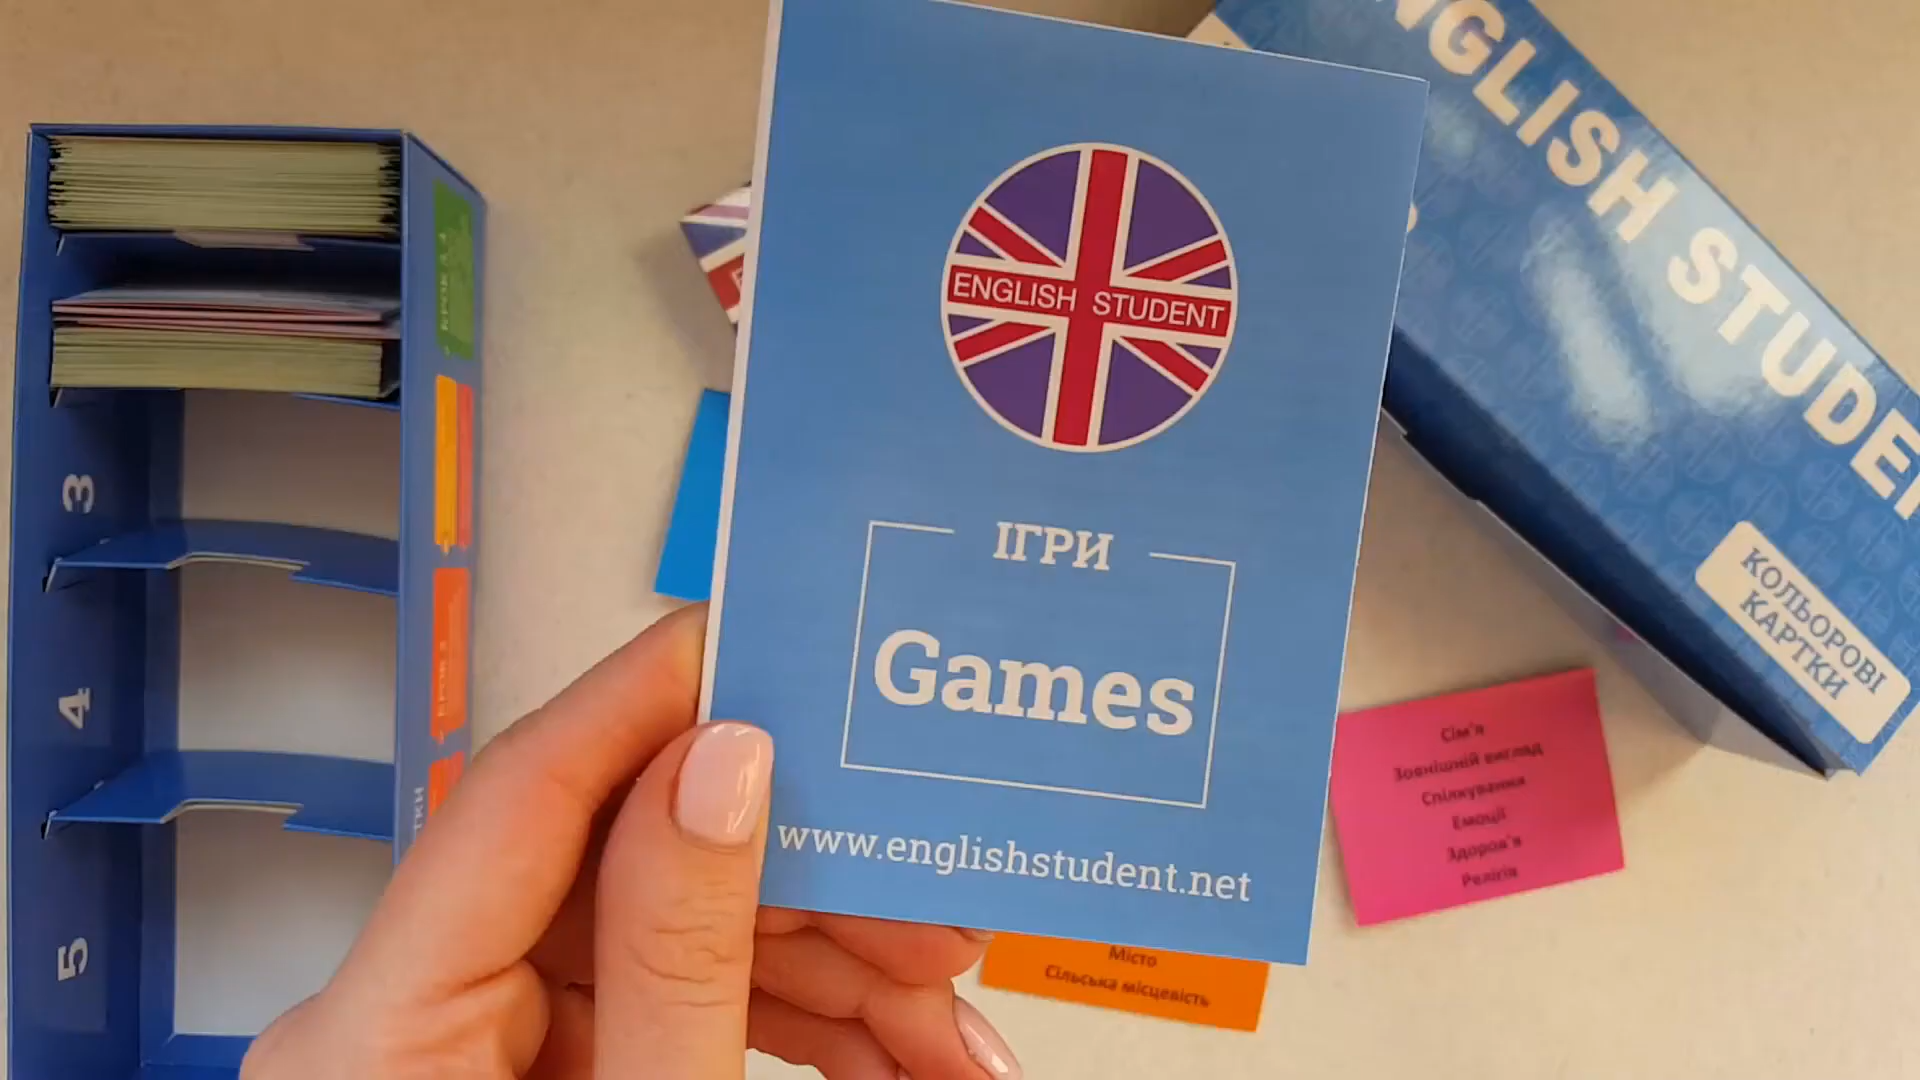 ENGLISH STUDENT
ІГРИ
Games
www.englishstudent.net
NGLISH STUDE
КОЛЬОРОВІ
КАРТКИ
Сім'я
Зовнішній вигляд
Спілкування
Емоції
Здоров'я
Релігія
Місто
Сільська місцевість
3
4
5